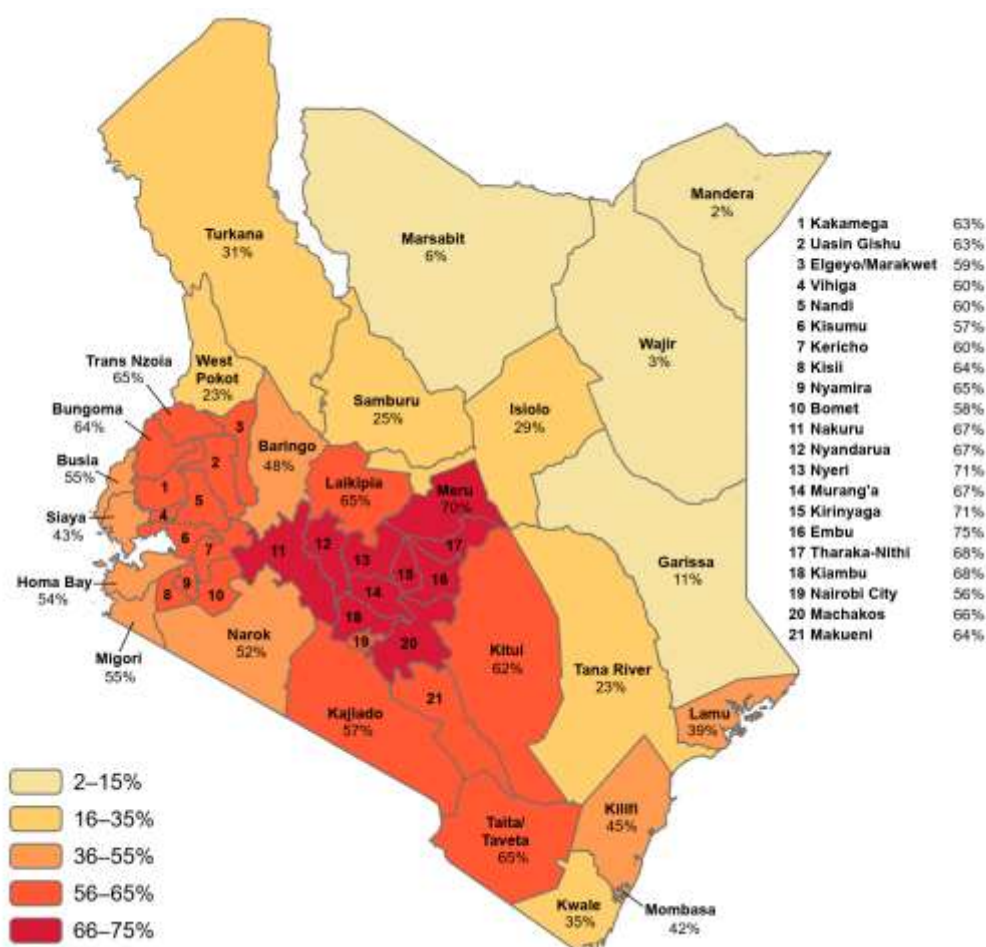 Mandera
2%
Turkana
31%
Marsabit
6%
Wajir
3%
Trans Nzoia
65%
West
Pokot
23%
Samburu
25%
Isiolo
29%
Bungoma
64%
Baringo
48%
Busia
55%
Laikipia
65%
Meru
70%
Siaya
43%
Garissa
11%
Homa Bay
54%
Migori
55%
Narok
52%
Kitui
62%
Tana River
23%
Kajiado
57%
Lamu
39%
Kilifi
45%
Taita/
Taveta
65%
Kwale
35%
Mombasa
42%
1
2
3
4
5
6
7
8
9
10
11
12
13
14
15
16
17
18
19
20
21
1 Kakamega 63%
2 Uasin Gishu 63%
3 Elgeyo/Marakwet 59%
4 Vihiga 60%
5 Nandi 60%
6 Kisumu 57%
7 Kericho 60%
8 Kisii 64%
9 Nyamira 65%
10 Bomet 58%
11 Nakuru 67%
12 Nyandarua 67%
13 Nyeri 71%
14 Murang'a 67%
15 Kirinyaga 71%
16 Embu 75%
17 Tharaka-Nithi 68%
18 Kiambu 68%
19 Nairobi City 56%
20 Machakos 66%
21 Makueni 64%
2–15%
16–35%
36–55%
56–65%
66–75%